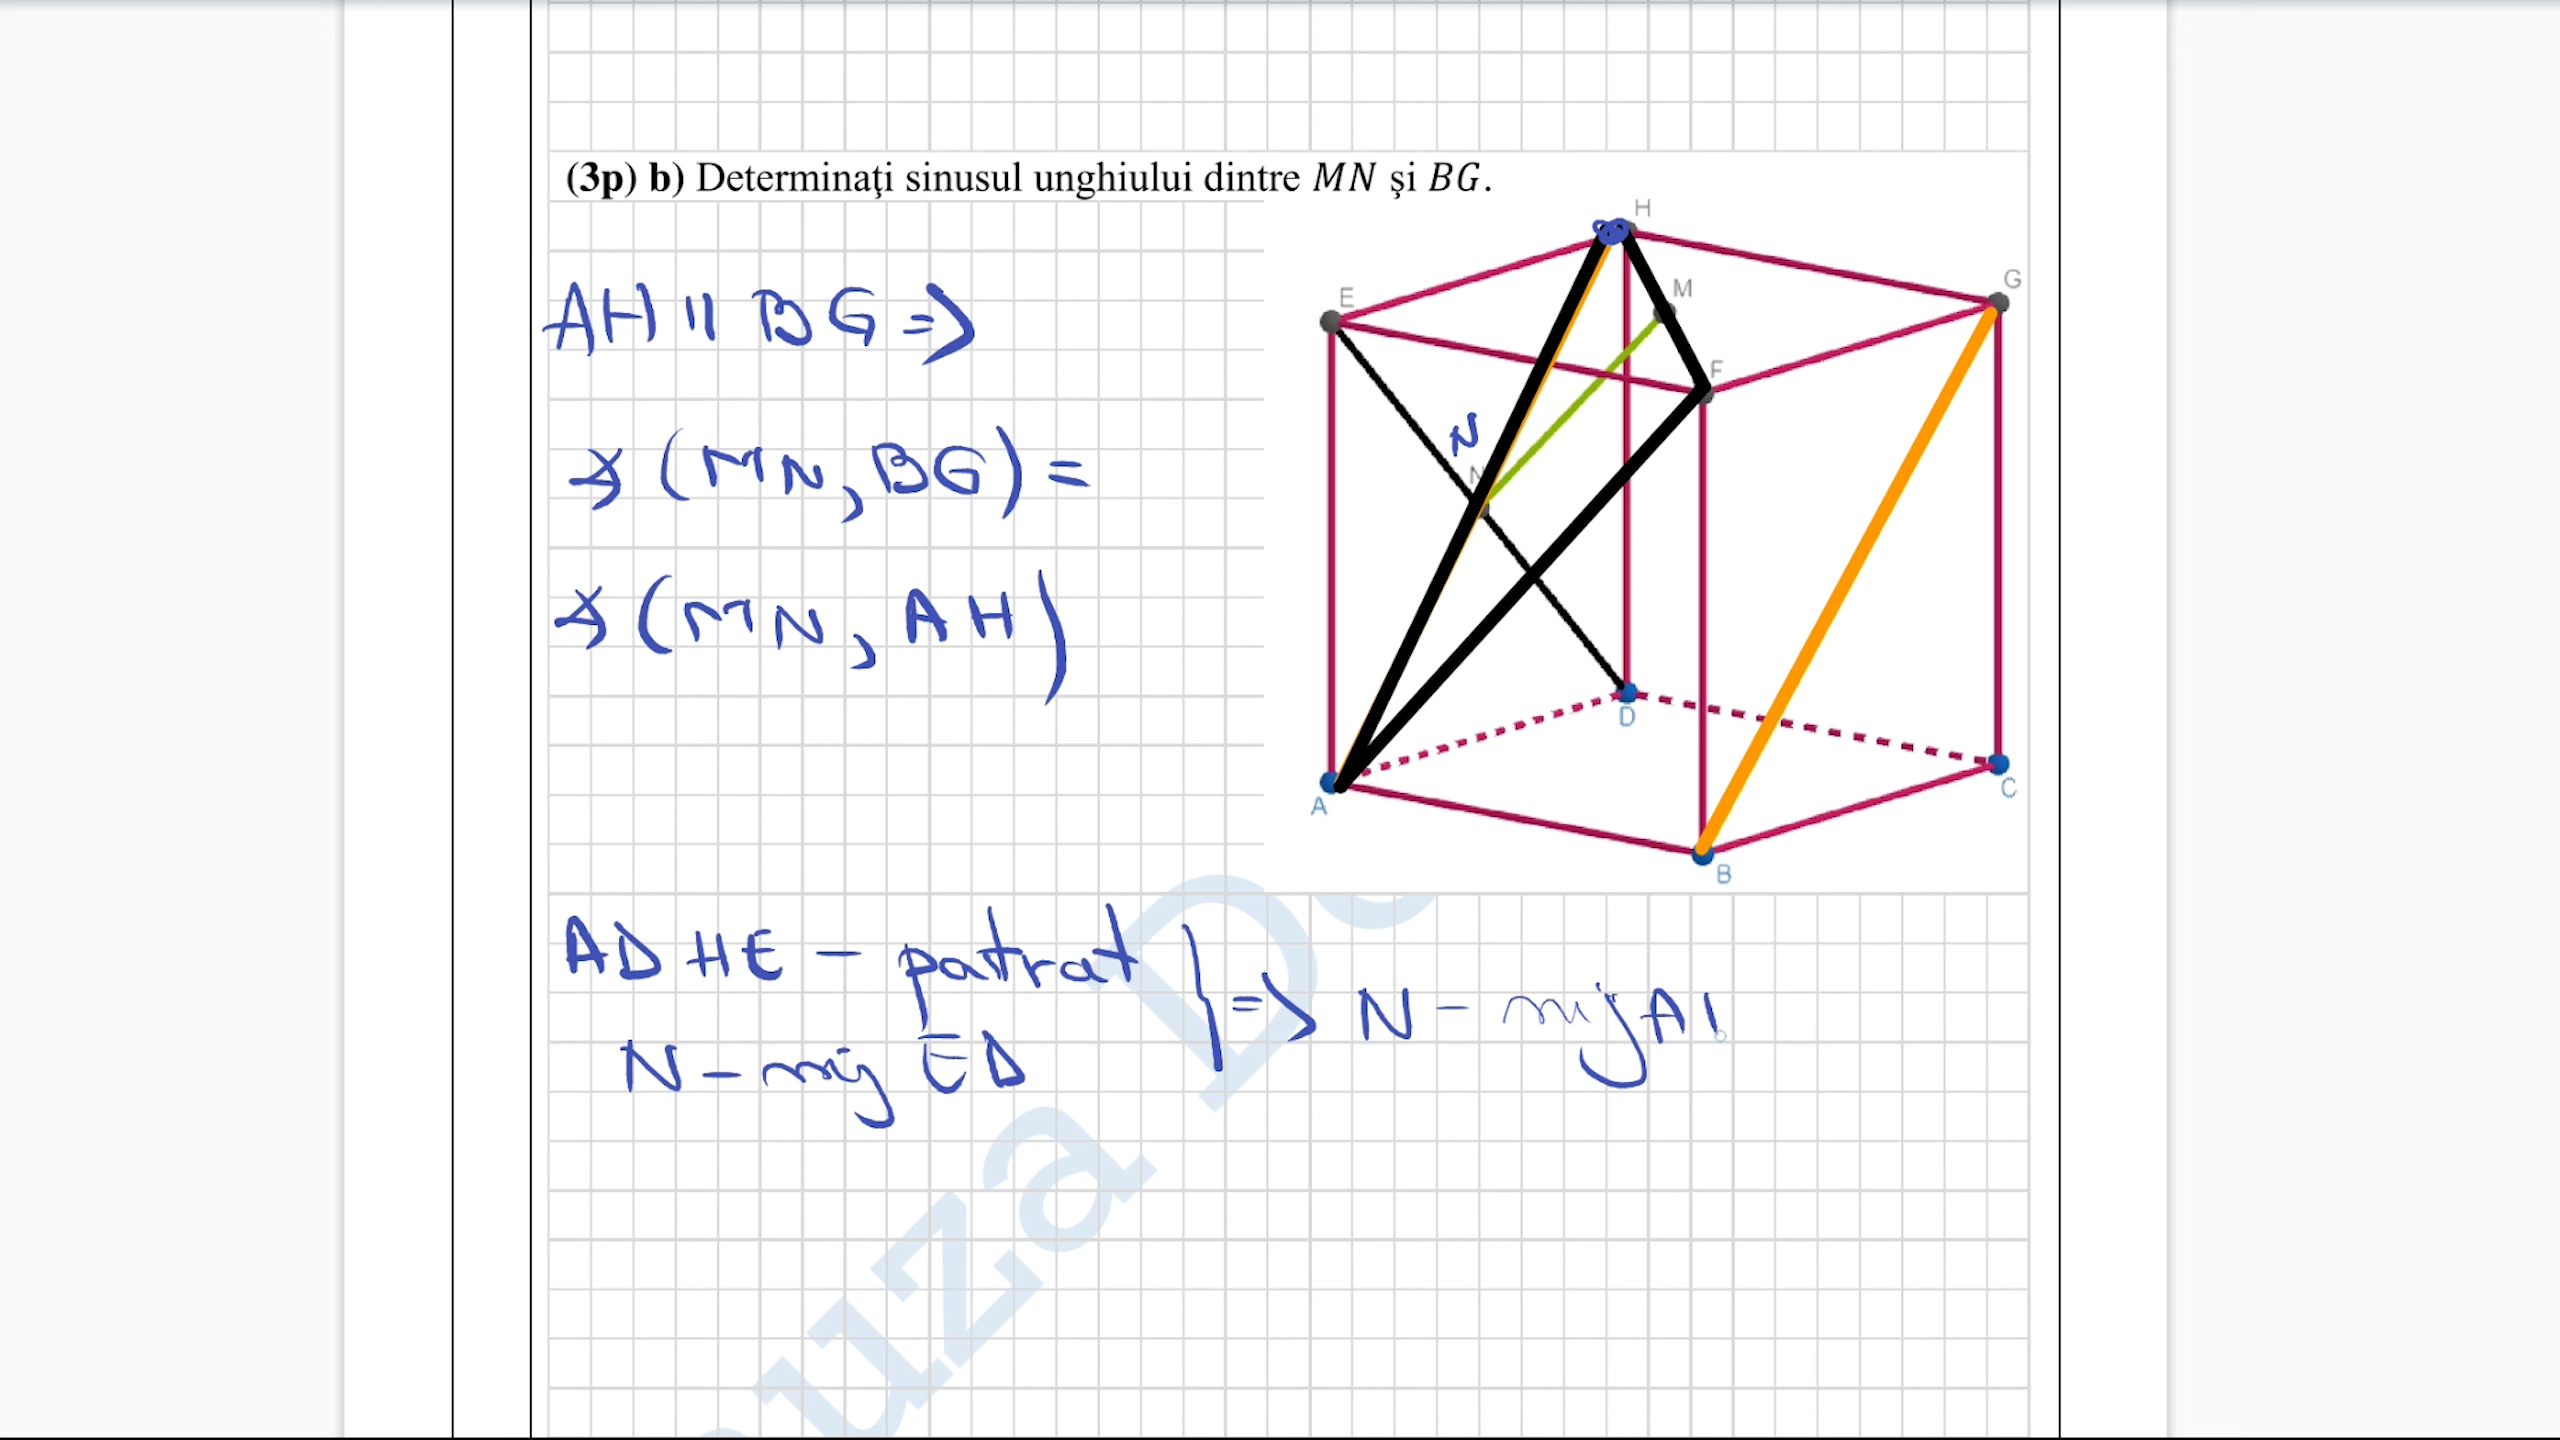 (3p) b) Determinaţi sinusul unghiului dintre MN şi BG.
H
G
E
M
F
N
N
D
A
C
B
AH || BG =>
∢ (MN, BG) =
∢ (MN, AH)
ADHE - patrat
N - mij ED
} => N - mij A
uza D